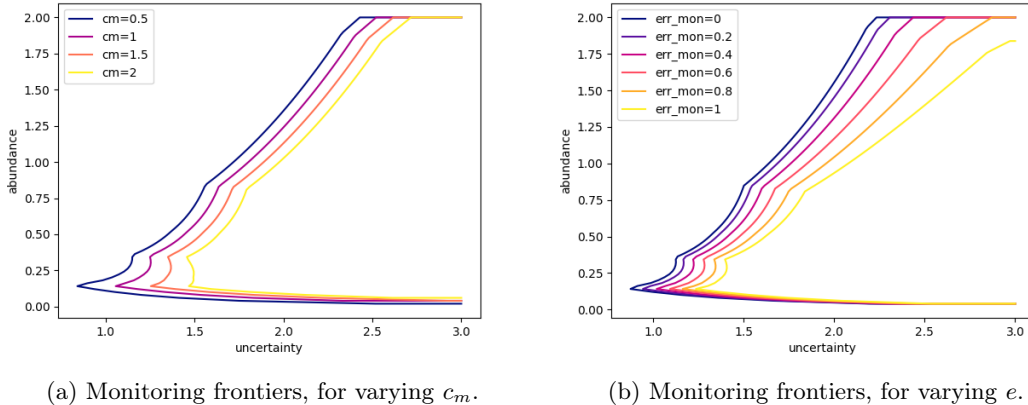 2.00
1.75
1.50
1.25
1.00
0.75
0.50
0.25
0.00
abundance
cm=0.5
cm=1
cm=1.5
cm=2
1.0 1.5 2.0 2.5 3.0
uncertainty
(a) Monitoring frontiers, for varying cₘ.
2.00
1.75
1.50
1.25
1.00
0.75
0.50
0.25
0.00
abundance
err_mon=0
err_mon=0.2
err_mon=0.4
err_mon=0.6
err_mon=0.8
err_mon=1
1.0 1.5 2.0 2.5 3.0
uncertainty
(b) Monitoring frontiers, for varying e.